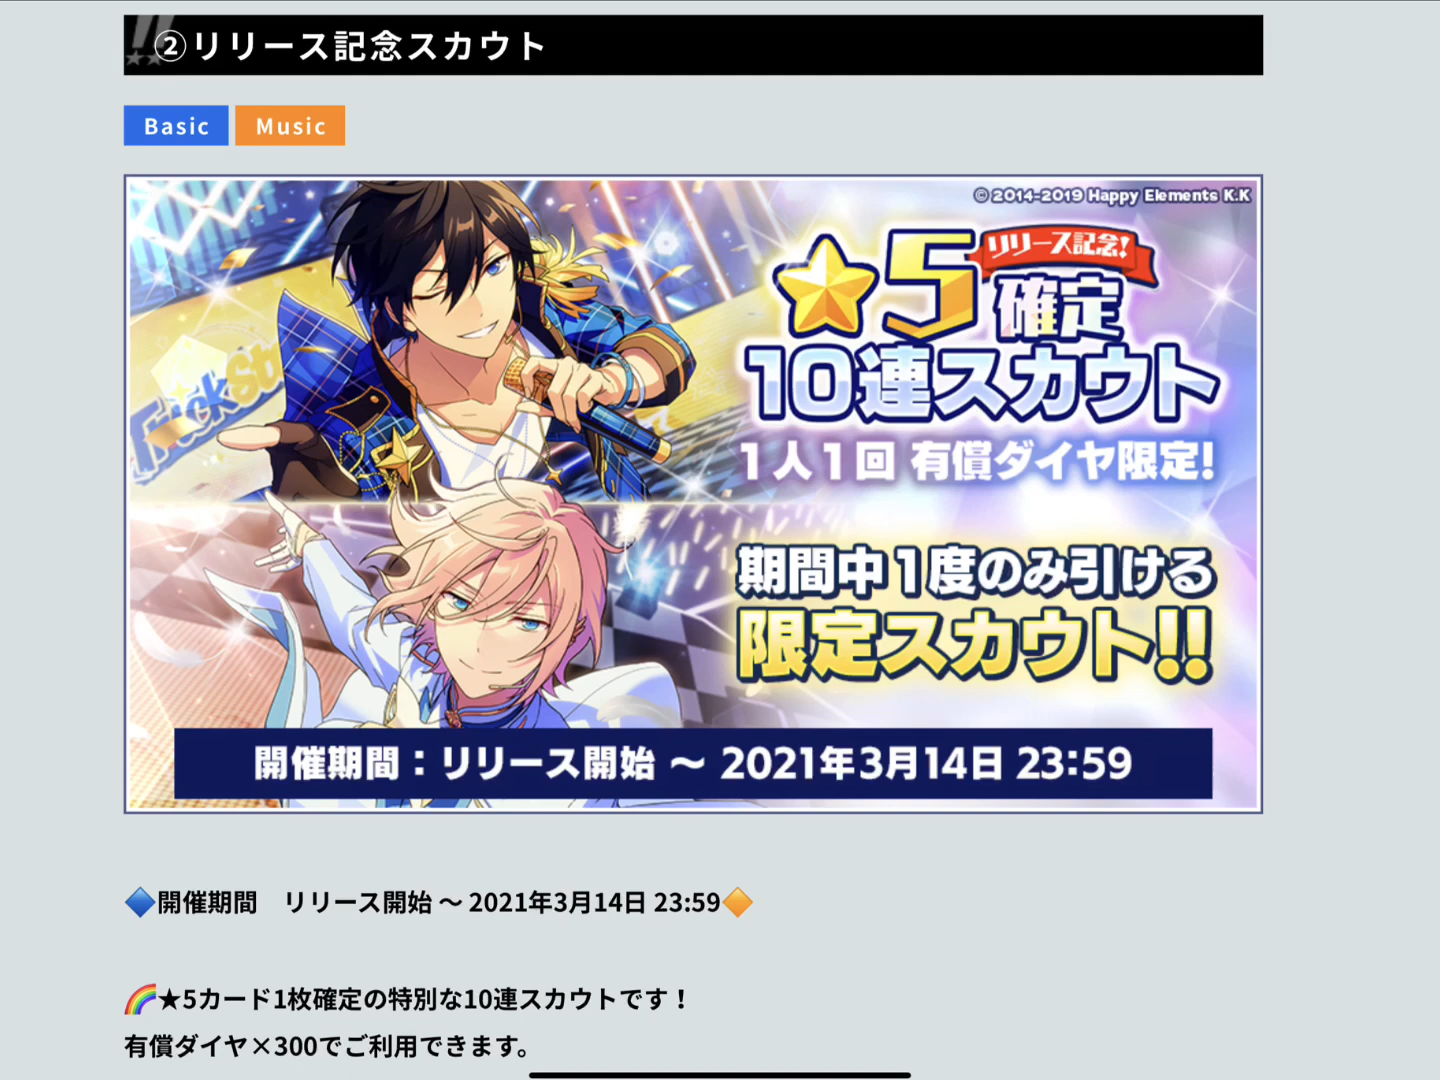 ②リリース記念スカウト
Basic
Music
© 2014-2019 Happy Elements K.K
リリース記念!
★5確定
10連スカウト
1人1回 有償ダイヤ限定!
期間中1度のみ引ける
限定スカウト!!
開催期間：リリース開始 ～ 2021年3月14日 23:59
🔷開催期間　リリース開始 ～ 2021年3月14日 23:59🔶
🌈★5カード1枚確定の特別な10連スカウトです！
有償ダイヤ×300でご利用できます。